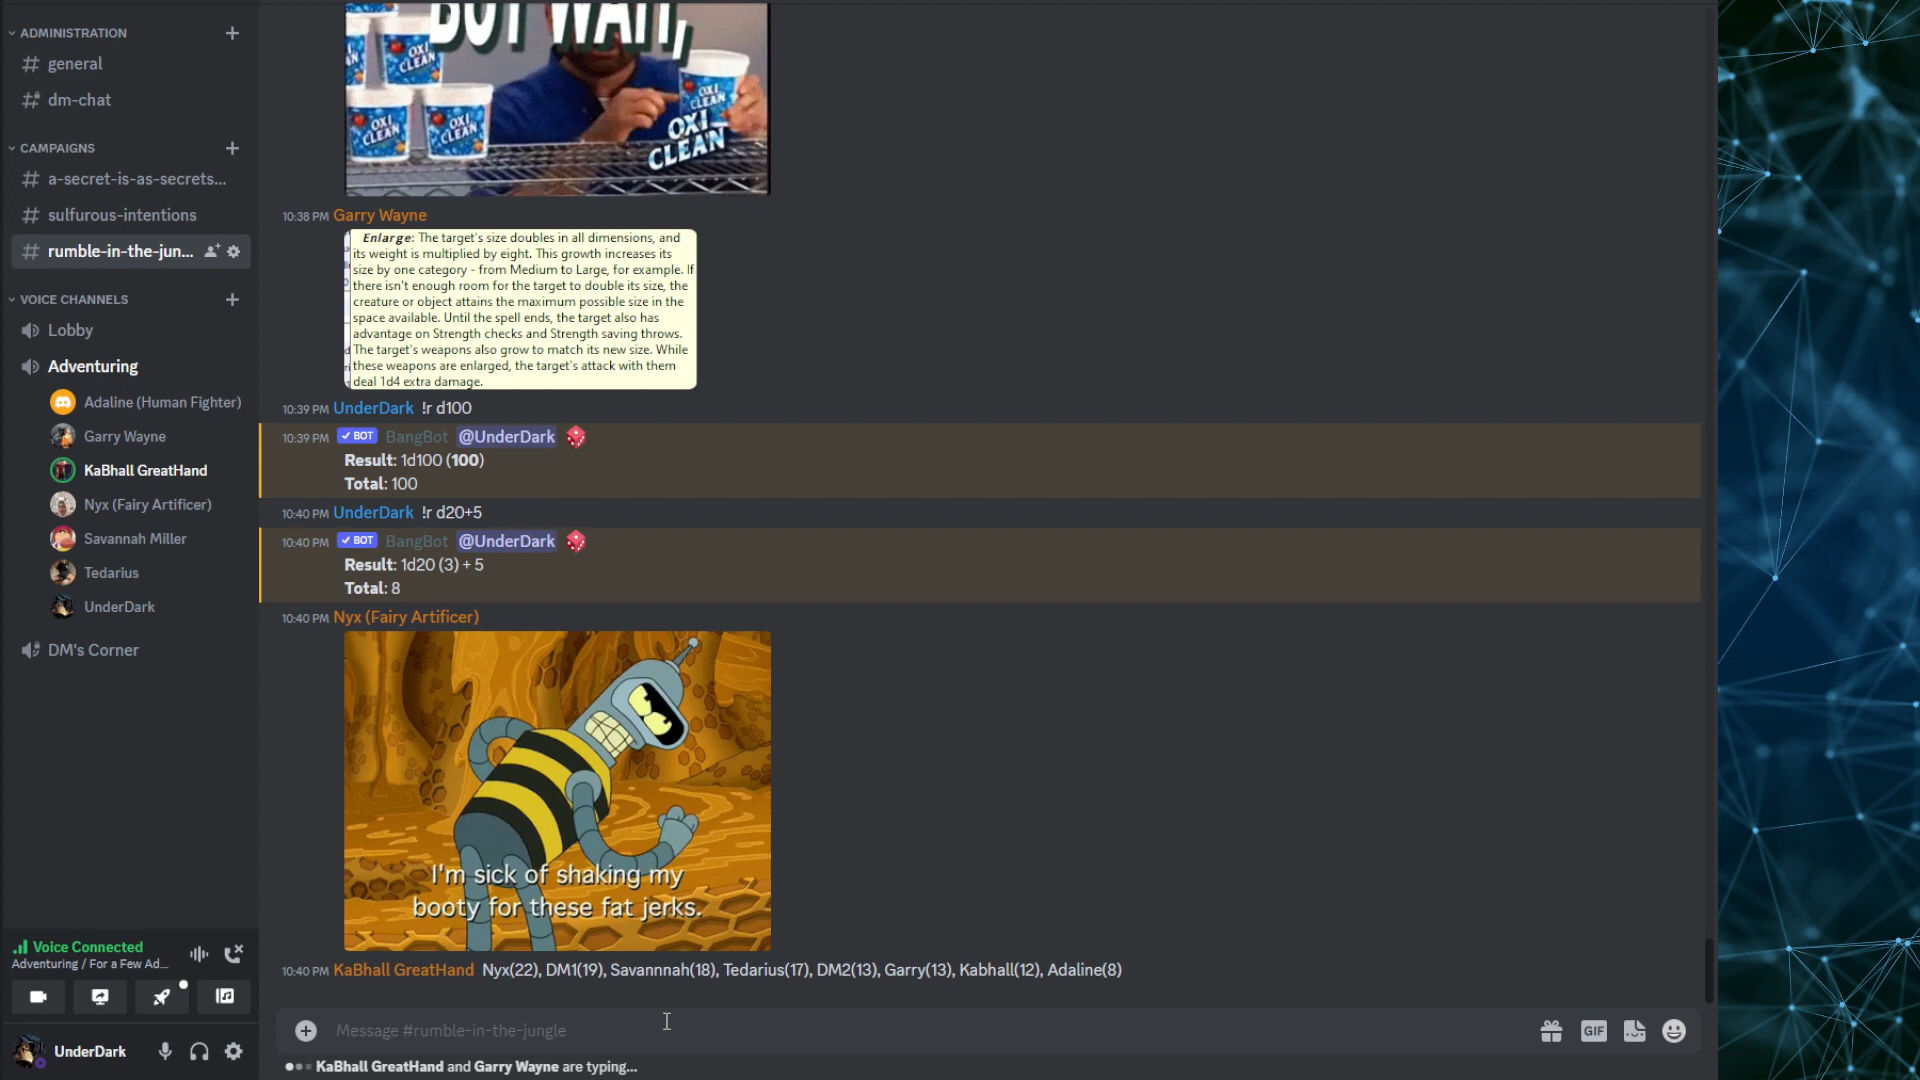 ADMINISTRATION
general
dm-chat
CAMPAIGNS
a-secret-is-as-secrets...
sulfurous-intentions
rumble-in-the-jun...
VOICE CHANNELS
Lobby
Adventuring
Adaline (Human Fighter)
Garry Wayne
KaBhall GreatHand
Nyx (Fairy Artificer)
Savannah Miller
Tedarius
UnderDark
DM's Corner
Voice Connected
Adventuring / For a Few Ad...
UnderDark
BUT WAIT,
OXI CLEAN
OXI CLEAN
OXI CLEAN
OXI CLEAN
OXI
CLEAN
10:38 PM Garry Wayne
Enlarge: The target's size doubles in all dimensions, and
its weight is multiplied by eight. This growth increases its
size by one category - from Medium to Large, for example. If
there isn't enough room for the target to double its size, the
creature or object attains the maximum possible size in the
space available. Until the spell ends, the target also has
advantage on Strength checks and Strength saving throws.
The target's weapons also grow to match its new size. While
these weapons are enlarged, the target's attack with them
deal 1d4 extra damage.
10:39 PM UnderDark !r d100
10:39 PM BOT BangBot @UnderDark
Result: 1d100 (100)
Total: 100
10:40 PM UnderDark !r d20+5
10:40 PM BOT BangBot @UnderDark
Result: 1d20 (3) + 5
Total: 8
10:40 PM Nyx (Fairy Artificer)
I'm sick of shaking my
booty for these fat jerks.
10:40 PM KaBhall GreatHand Nyx(22), DM1(19), Savannnah(18), Tedarius(17), DM2(13), Garry(13), Kabhall(12), Adaline(8)
Message #rumble-in-the-jungle
GIF
KaBhall GreatHand and Garry Wayne are typing...